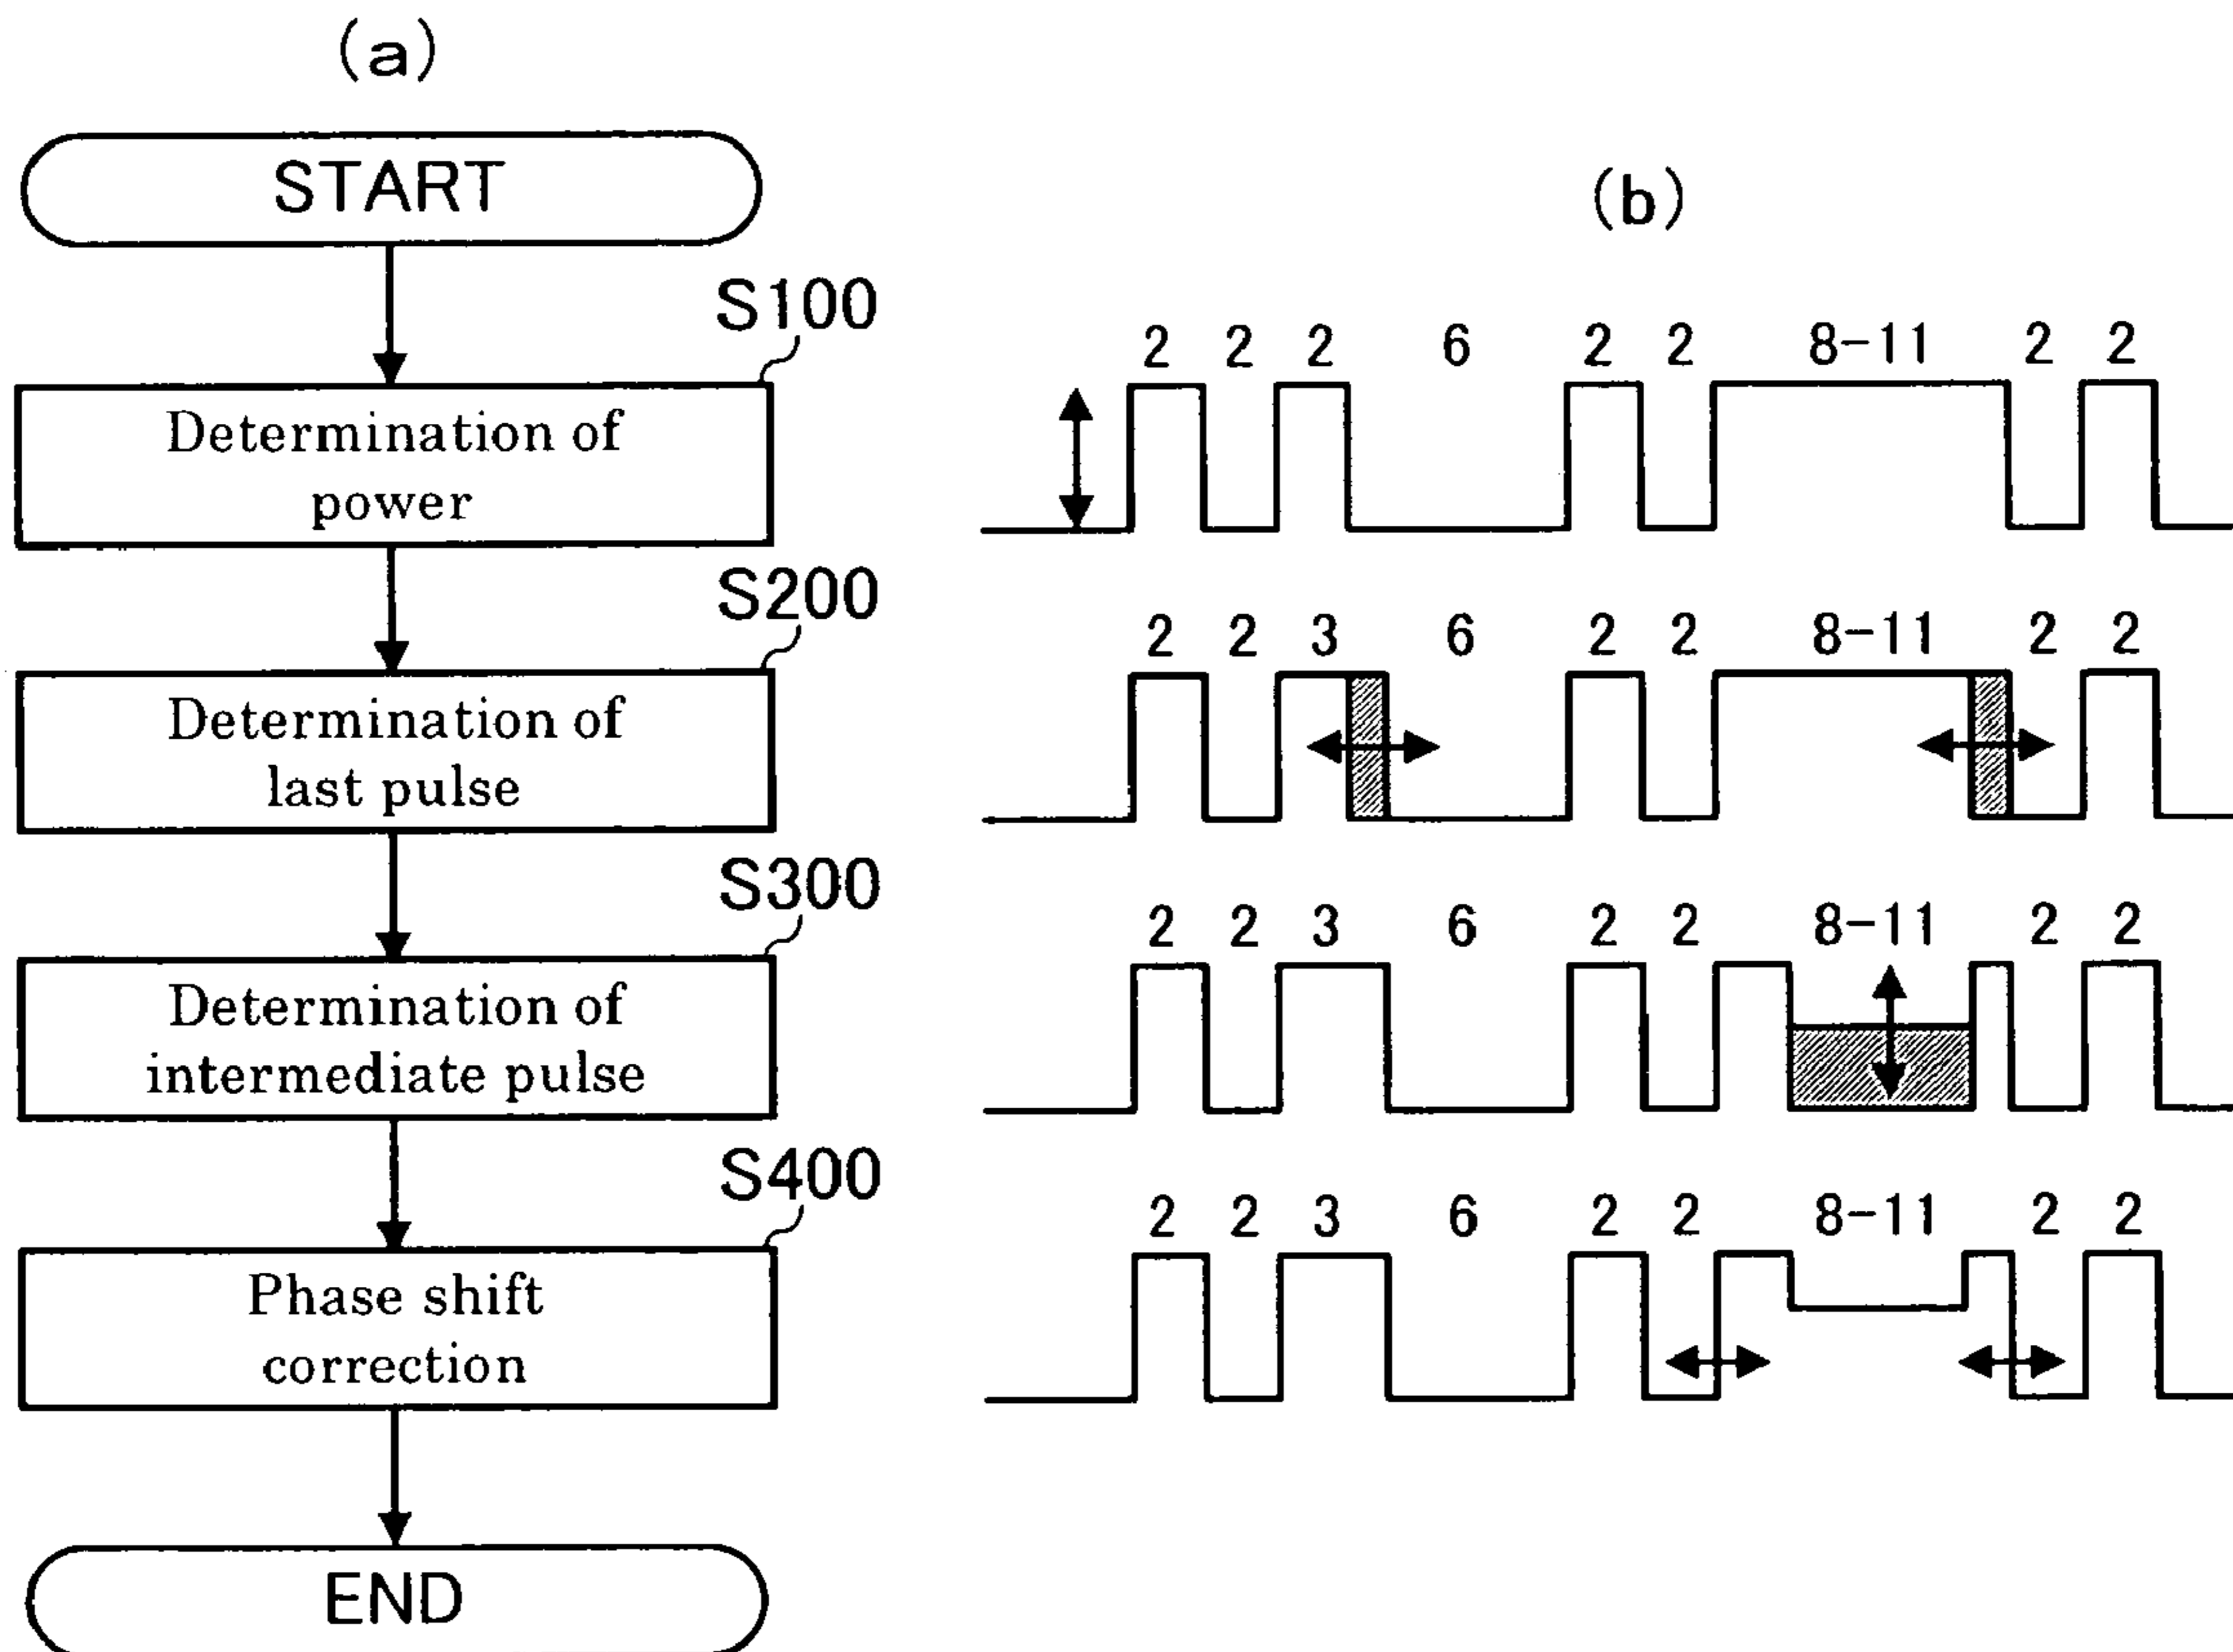 (a)
START
S100
Determination of
power
S200
Determination of
last pulse
S300
Determination of
intermediate pulse
S400
Phase shift
correction
END
(b)
2 2 2 6 2 2 8-11 2 2
2 2 3 6 2 2 8-11 2 2
2 2 3 6 2 2 8-11 2 2
2 2 3 6 2 2 8-11 2 2